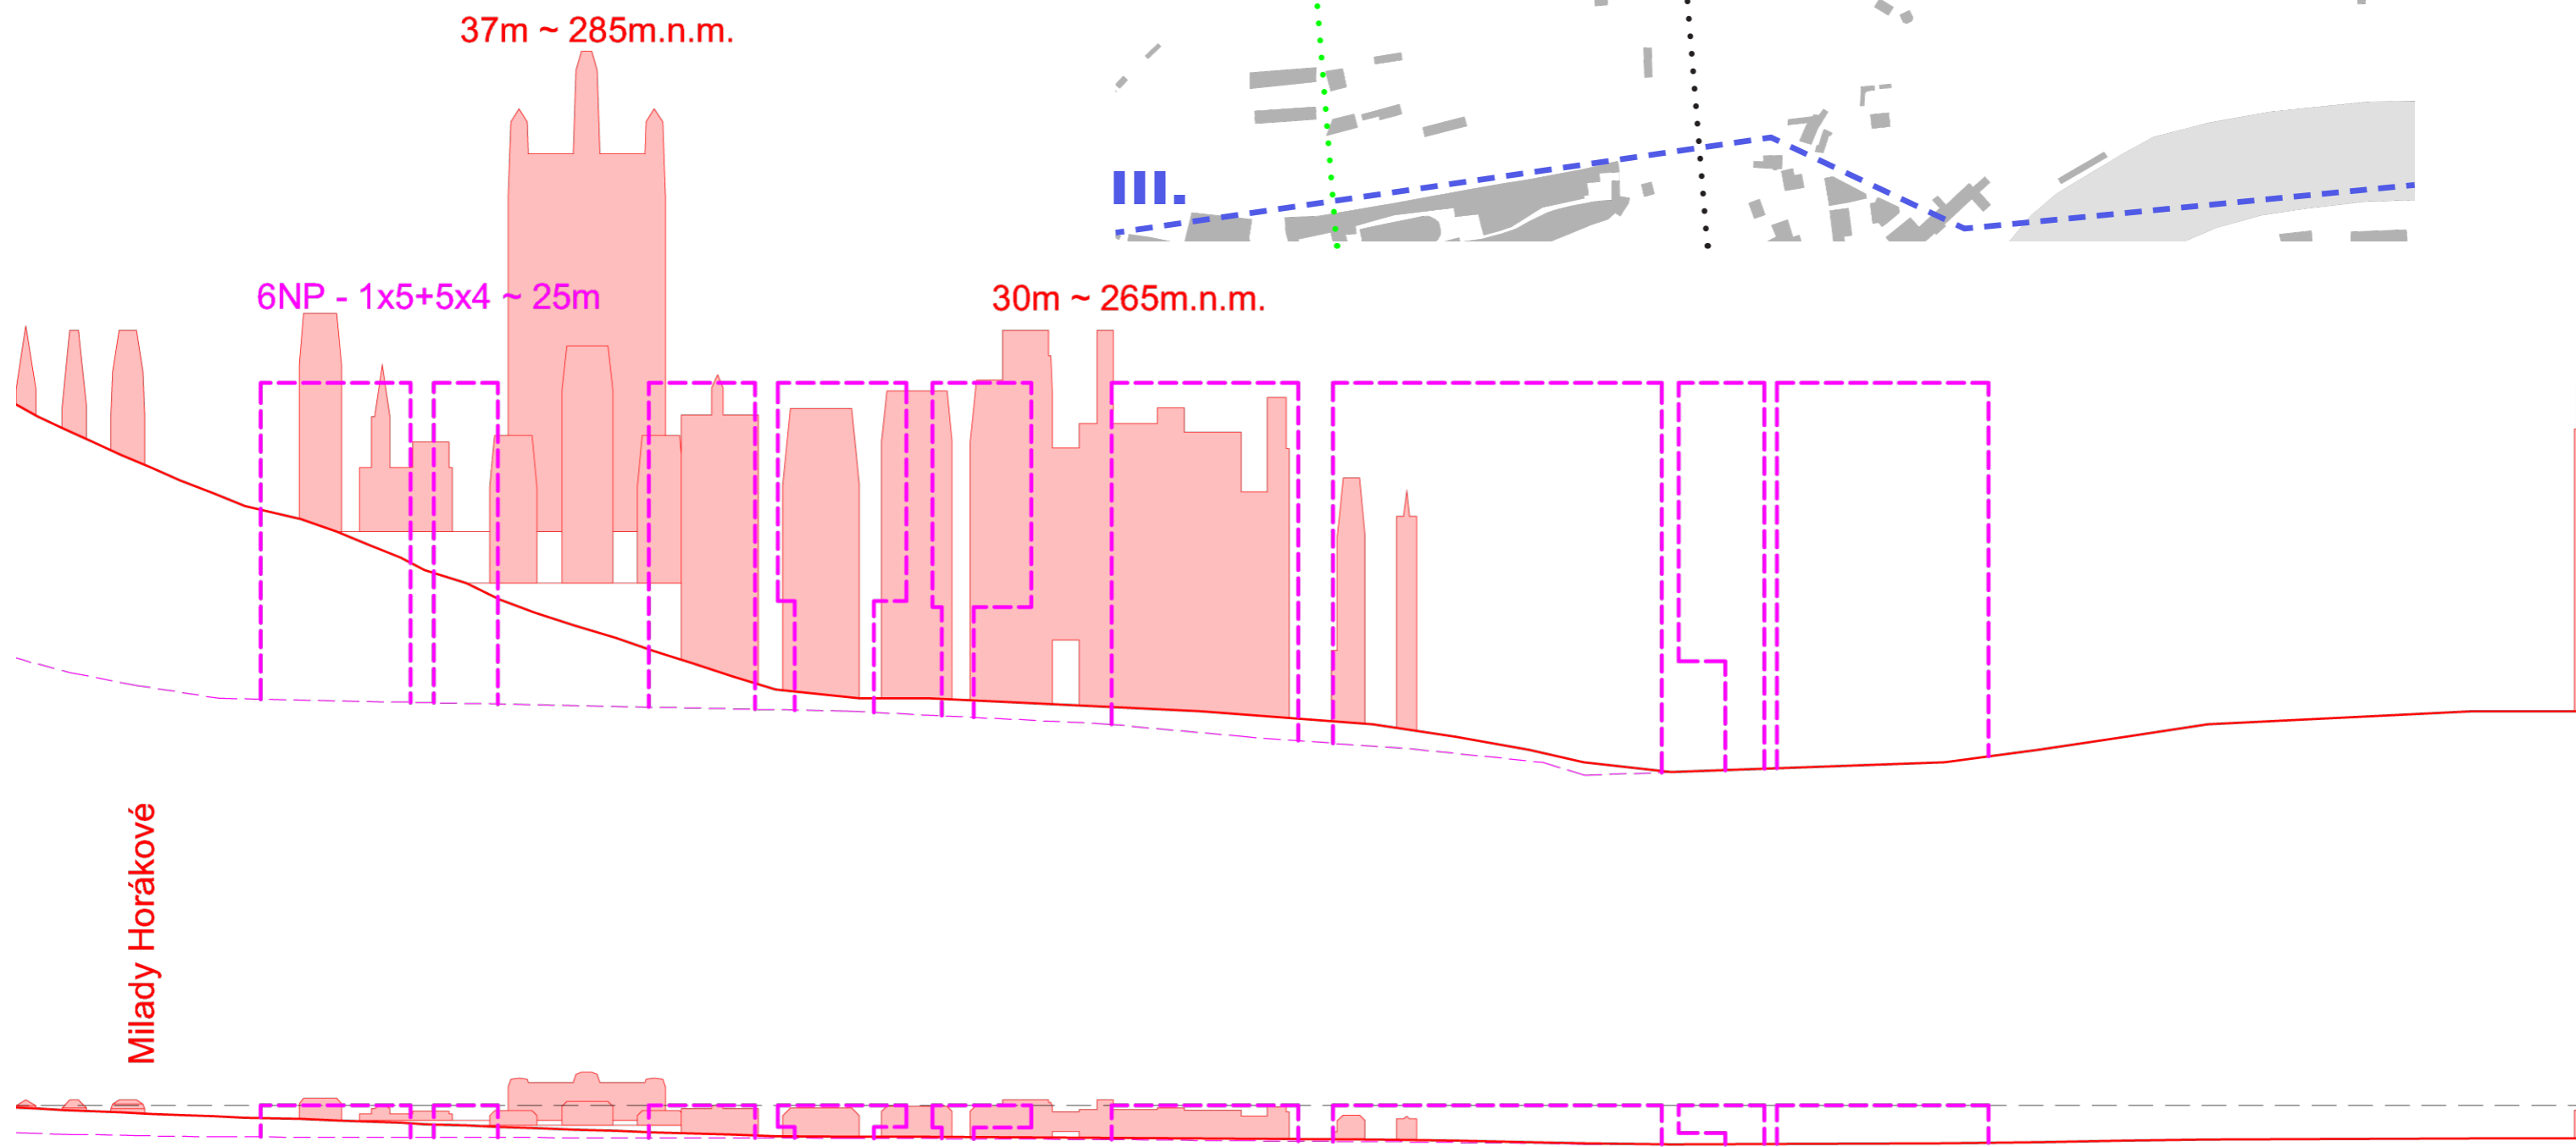 37m ~ 285m.n.m.
III.
6NP - 1x5+5x4 ~ 25m
30m ~ 265m.n.m.
Milady Horákové